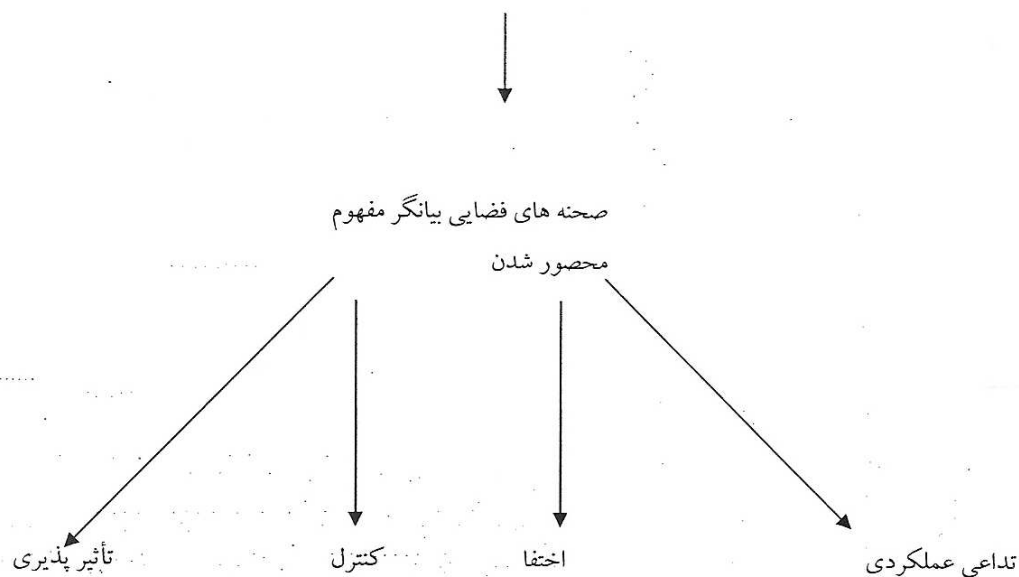 صحنه های فضایی بیانگر مفهوم
محصور شدن
تداعی عملکردی
اختفا
کنترل
تأثیر پذیری